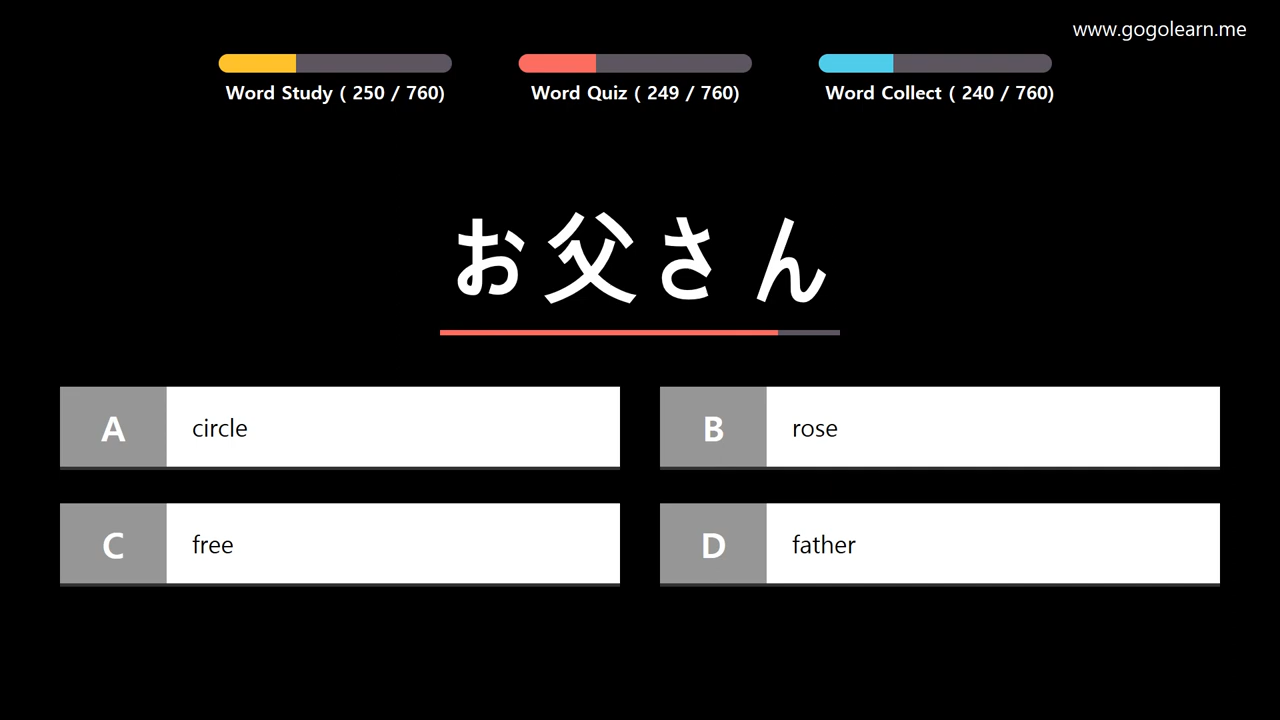 www.gogolearn.me
Word Study ( 250 / 760)
Word Quiz ( 249 / 760)
Word Collect ( 240 / 760)
お父さん
A circle
B rose
C free
D father